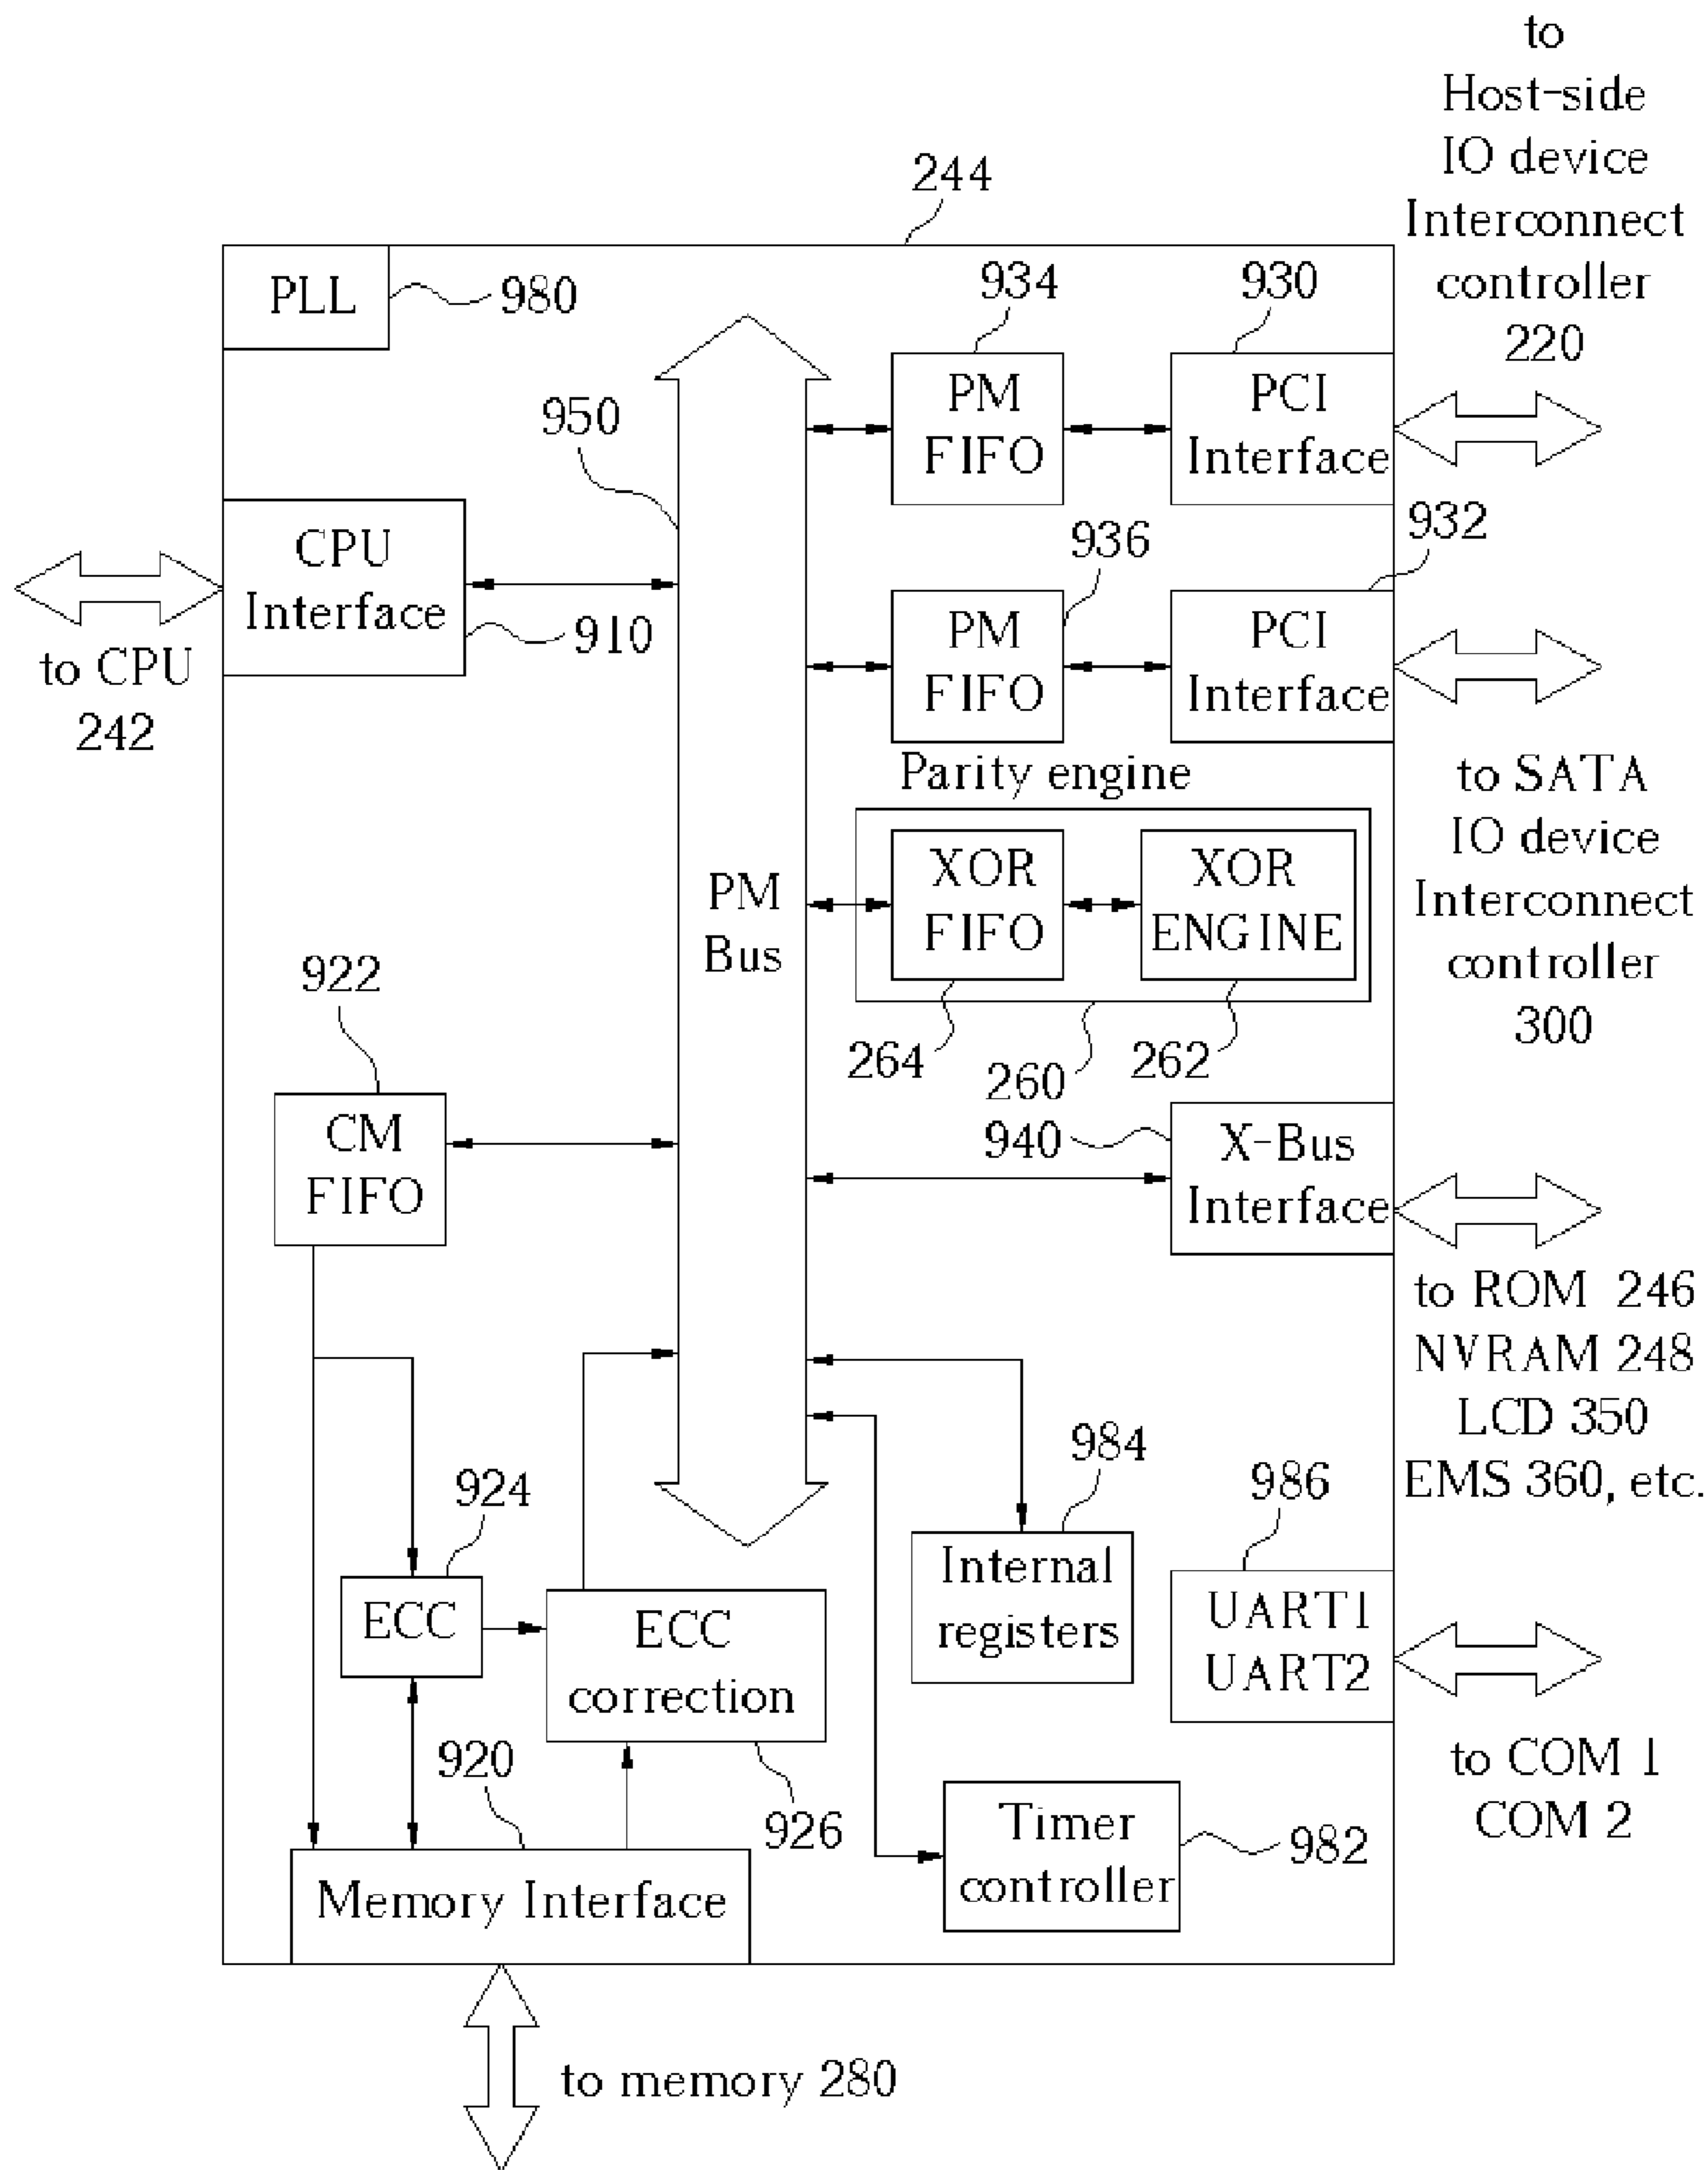 to
Host-side
IO device
Interconnect
controller
220
244
PLL
980
934
930
PM
FIFO
PCI
Interface
950
CPU
Interface
910
to CPU
242
936
932
PM
FIFO
PCI
Interface
to SATA
IO device
Interconnect
controller
300
Parity engine
XOR
FIFO
XOR
ENGINE
264
260
262
PM
Bus
922
CM
FIFO
940
X-Bus
Interface
to ROM 246
NVRAM 248
LCD 350
EMS 360, etc.
984
Internal
registers
986
UART1
UART2
to COM 1
COM 2
924
ECC
ECC
correction
926
920
Memory Interface
Timer
controller
982
to memory 280